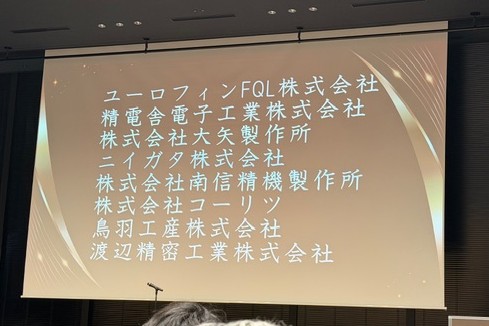 ユーロフィンFQL株式会社
精電舎電子工業株式会社
株式会社大矢製作所
ニイガタ株式会社
株式会社南信精機製作所
株式会社コーリツ
鳥羽工産株式会社
渡辺精密工業株式会社